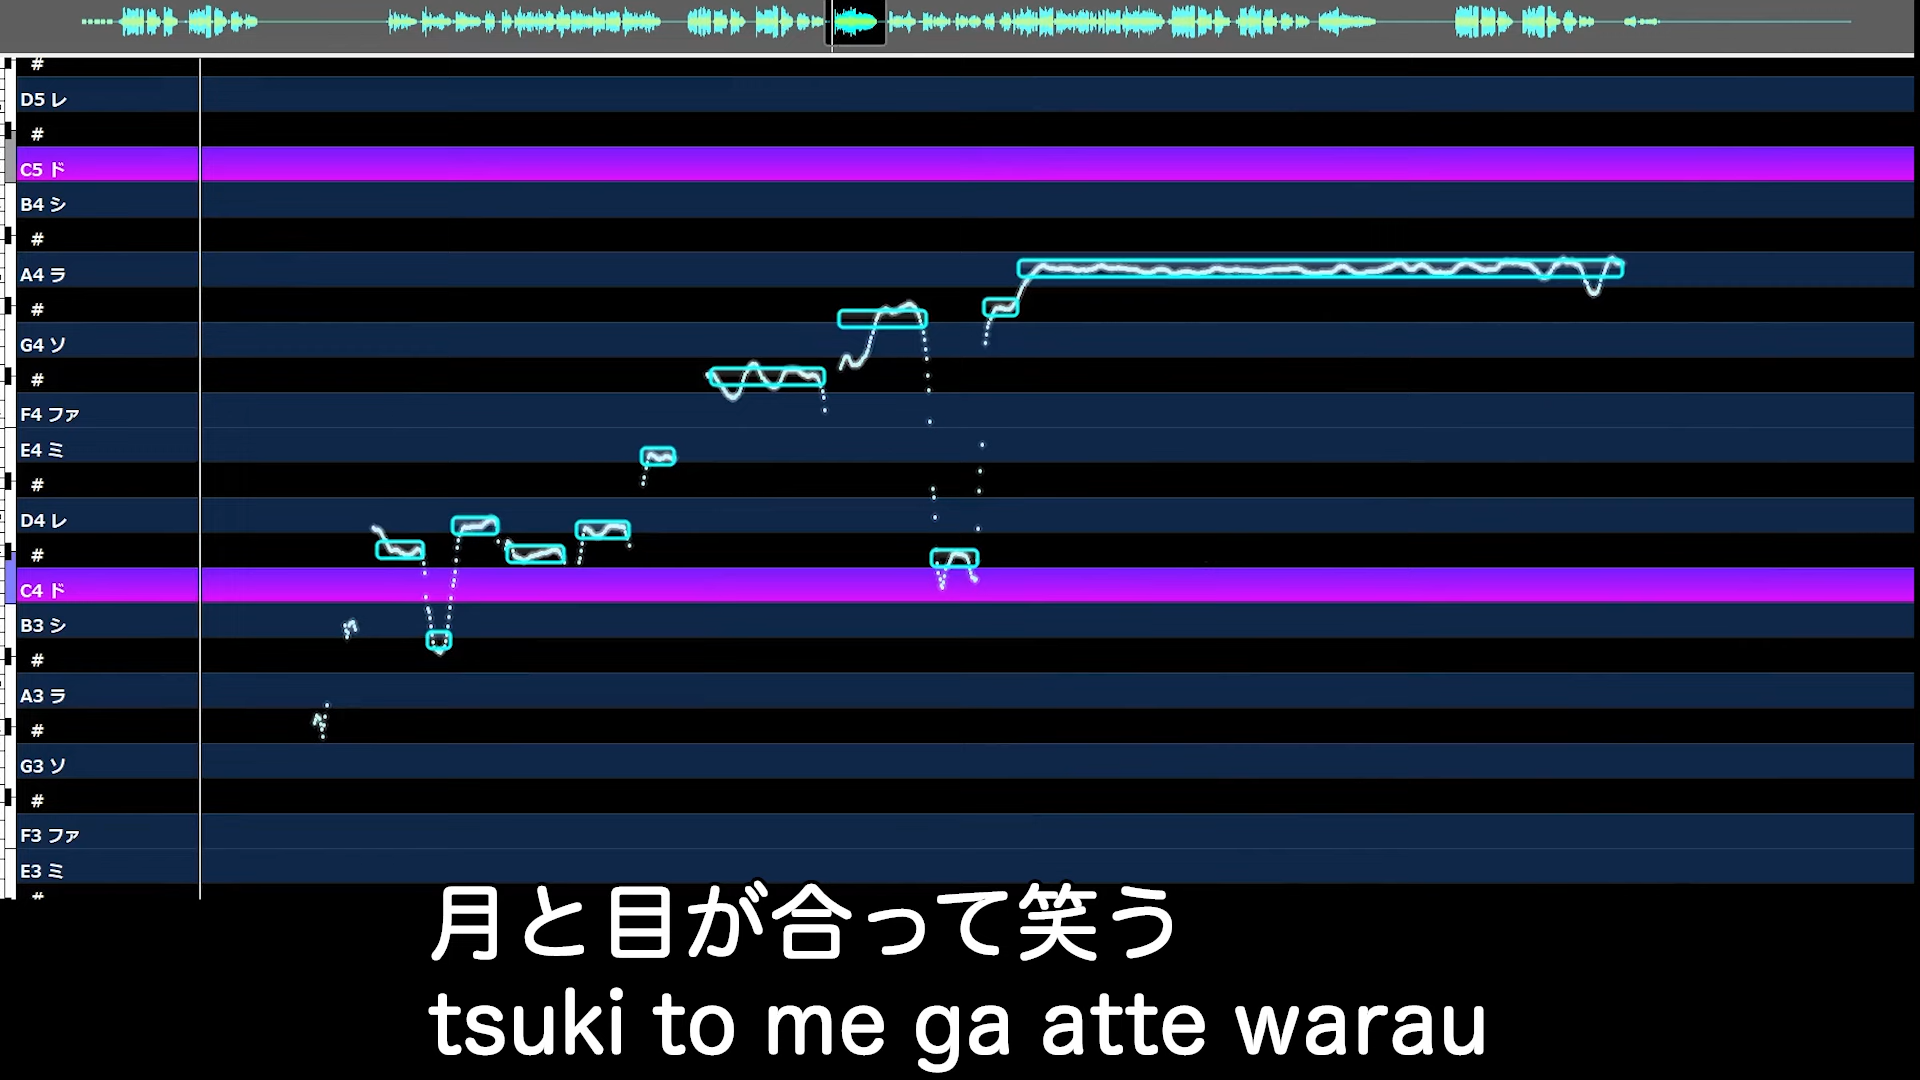 #
D5 レ
#
C5 ド
B4 シ
#
A4 ラ
#
G4 ソ
#
F4 ファ
E4 ミ
#
D4 レ
#
C4 ド
B3 シ
#
A3 ラ
#
G3 ソ
#
F3 ファ
E3 ミ
#
月と目が合って笑う
tsuki to me ga atte warau